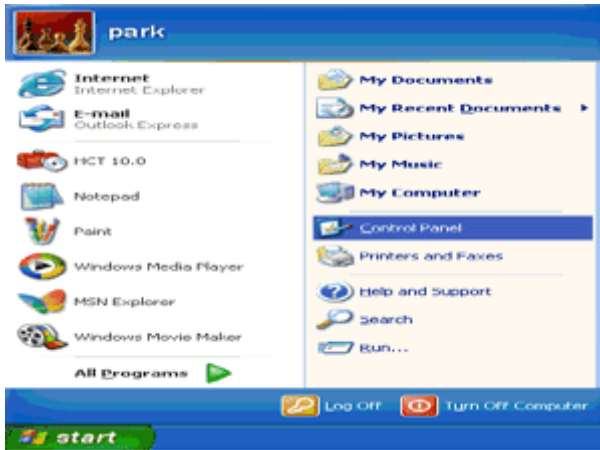 park
Internet
Internet Explorer
E-mail
Outlook Express
HCT 10.0
Notepad
Paint
Windows Media Player
MSN Explorer
Windows Movie Maker
All Programs
My Documents
My Recent Documents
My Pictures
My Music
My Computer
Control Panel
Printers and Faxes
Help and Support
Search
Run...
Log Off
Turn Off Computer
start